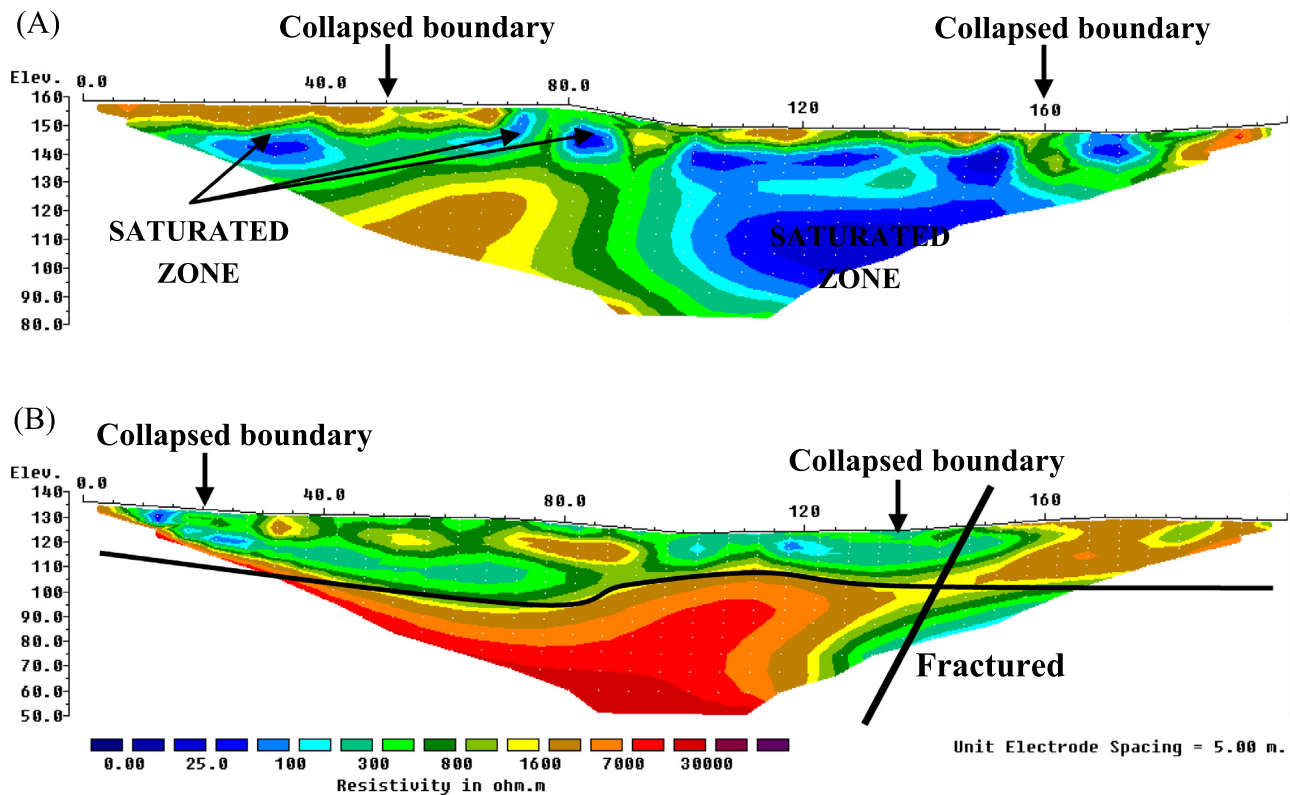 (A)
Collapsed boundary
Collapsed boundary
Elev.
0.0
40.0
80.0
120
160
160
150
140
130
120
110
100
90.0
80.0
SATURATED
ZONE
SATURATED
ZONE
(B)
Collapsed boundary
Collapsed boundary
Elev.
0.0
40.0
80.0
120
160
140
130
120
110
100
90.0
80.0
70.0
60.0
50.0
Fractured
0.00 25.0 100 300 800 1600 7000 30000
Resistivity in ohm.m
Unit Electrode Spacing = 5.00 m.